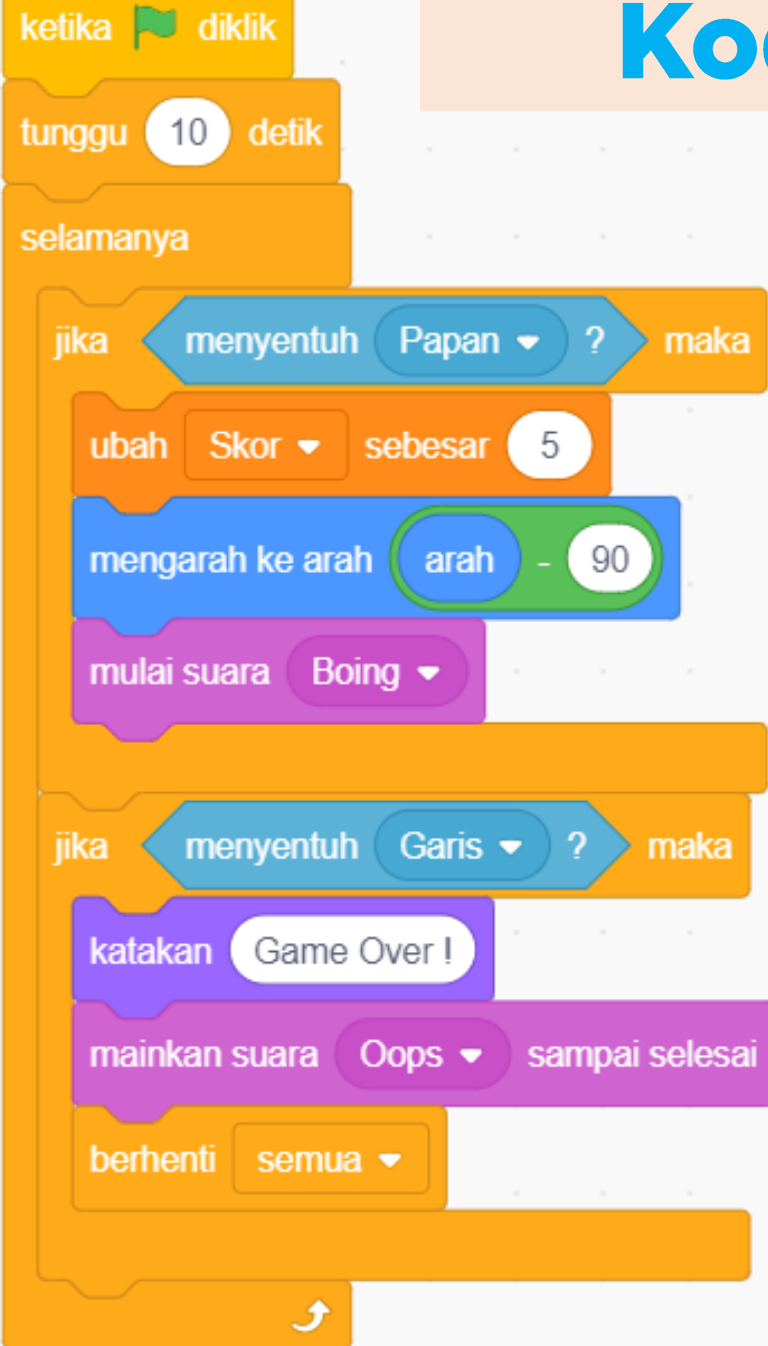 Ko
ketika diklik
tunggu 10 detik
selamanya
jika menyentuh Papan ? maka
ubah Skor sebesar 5
mengarah ke arah arah - 90
mulai suara Boing
jika menyentuh Garis ? maka
katakan Game Over !
mainkan suara Oops sampai selesai
berhenti semua